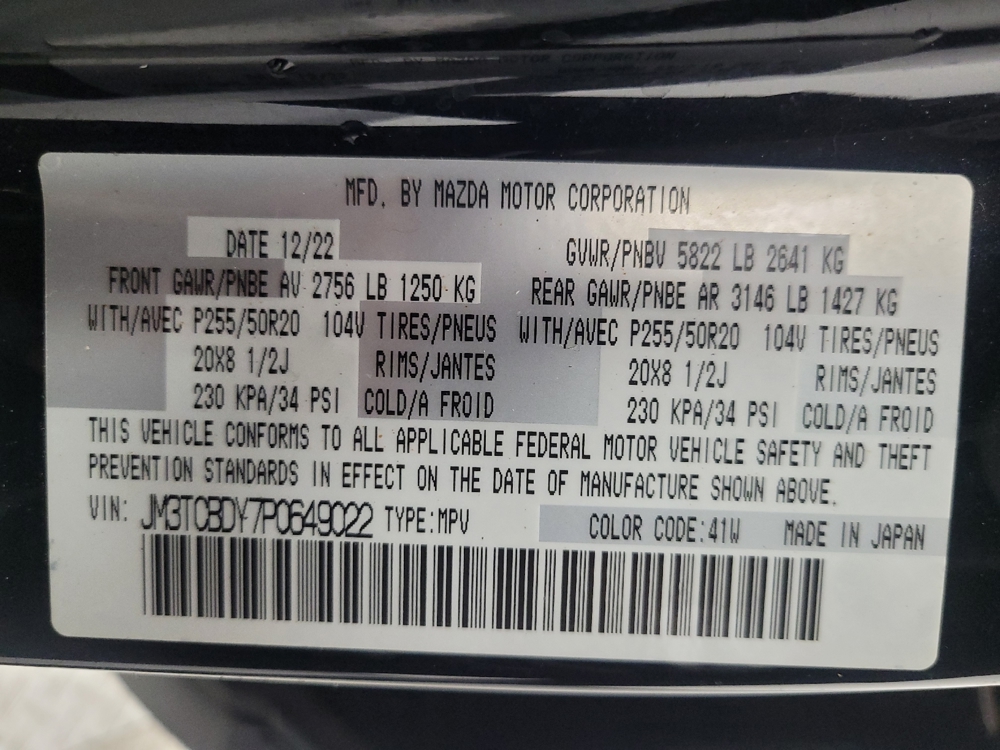 MFD. BY MAZDA MOTOR CORPORATION
DATE 12/22 GVWR/PNBV 5822 LB 2641 KG
FRONT GAWR/PNBE AV 2756 LB 1250 KG REAR GAWR/PNBE AR 3146 LB 1427 KG
WITH/AVEC P255/50R20 104V TIRES/PNEUS WITH/AVEC P255/50R20 104V TIRES/PNEUS
20X8 1/2J RIMS/JANTES 20X8 1/2J RIMS/JANTES
230 KPA/34 PSI COLD/A FROID 230 KPA/34 PSI COLD/A FROID
THIS VEHICLE CONFORMS TO ALL APPLICABLE FEDERAL MOTOR VEHICLE SAFETY AND THEFT
PREVENTION STANDARDS IN EFFECT ON THE DATE OF MANUFACTURE SHOWN ABOVE.
VIN: JM3TCBDY7P0649022 TYPE:MPV COLOR CODE:41W MADE IN JAPAN